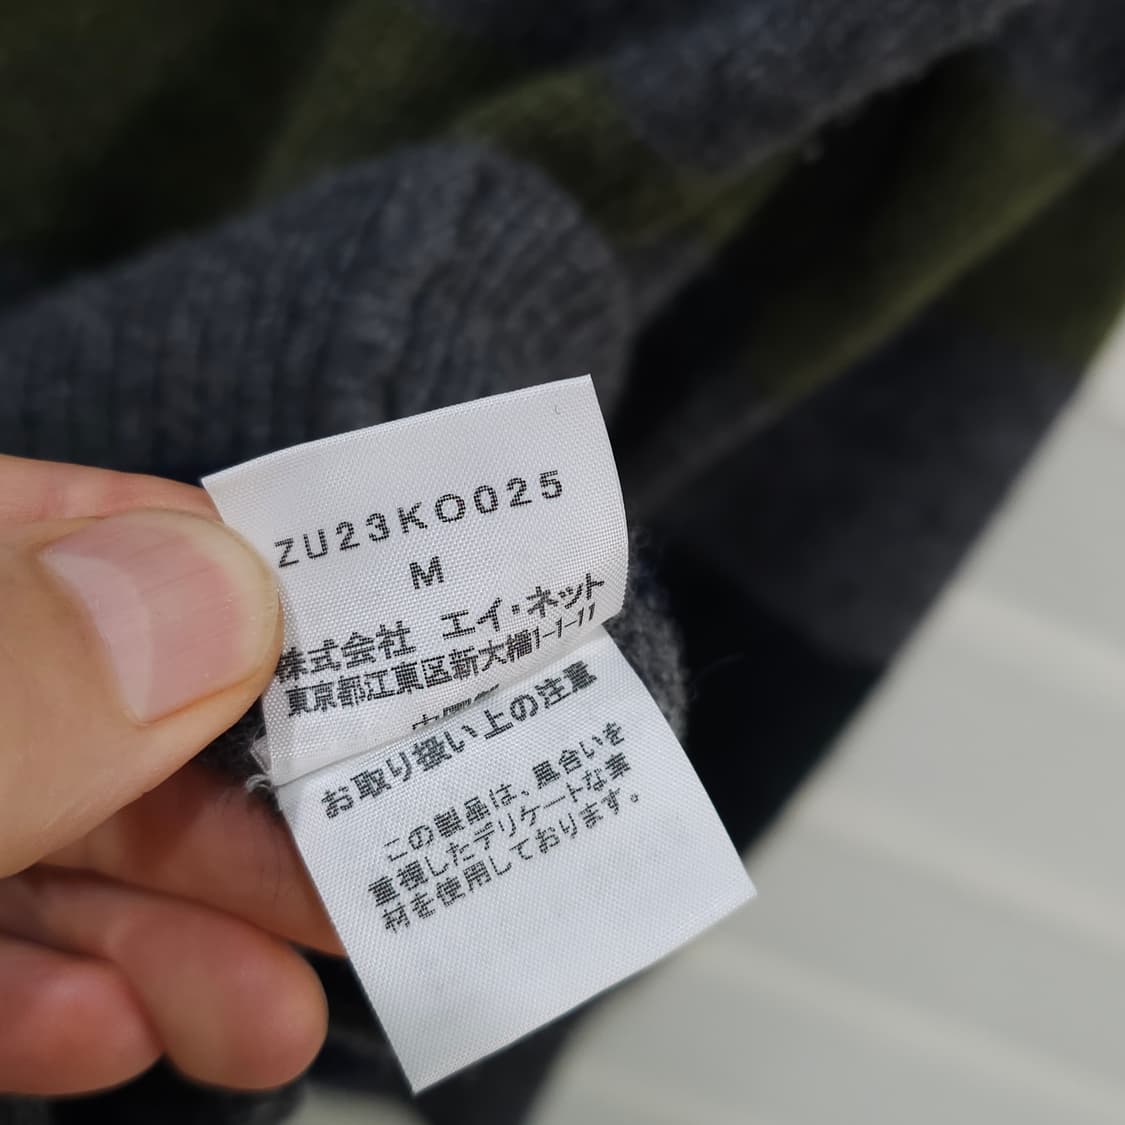 ZU23KO025
M
株式会社 エイ・ネット
東京都江東区新大橋1-1-11
お取り扱い上の注意
この製品は、風合いを
重視したデリケートな素
材を使用しております。